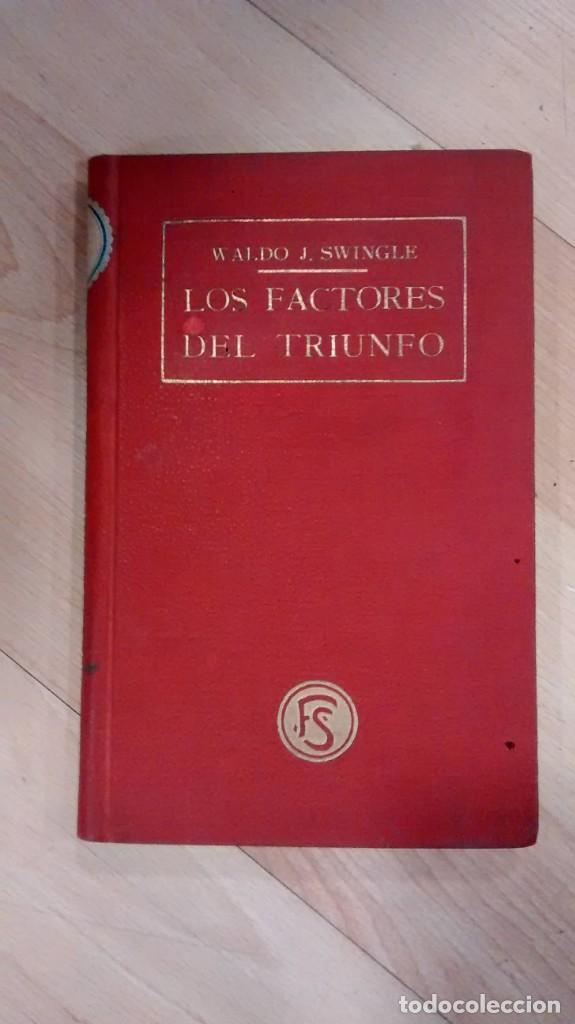 WALDO J. SWINGLE
LOS FACTORES
DEL TRIUNFO
FS
todocoleccion